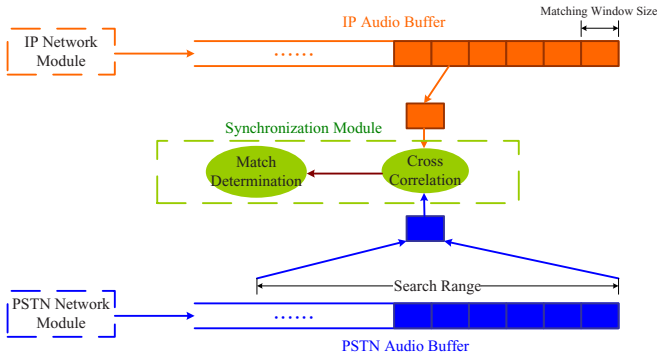 IP Audio Buffer
Matching Window Size
IP Network
Module
......
Synchronization Module
Match
Determination
Cross
Correlation
Search Range
PSTN Network
Module
......
PSTN Audio Buffer